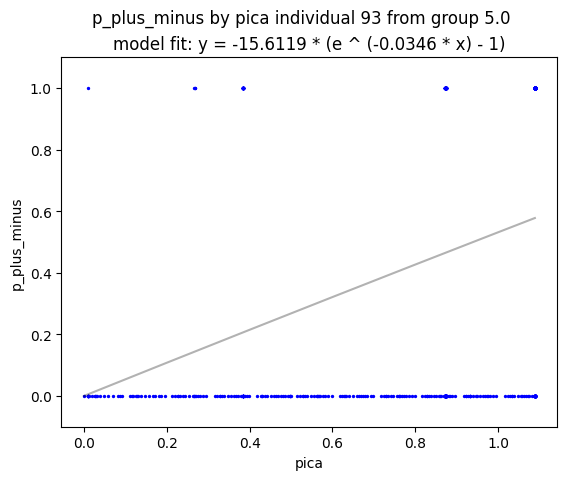 p_plus_minus by pica individual 93 from group 5.0
model fit: y = -15.6119 * (e ^ (-0.0346 * x) - 1)
1.0
0.8
0.6
0.4
0.2
0.0
p_plus_minus
0.0 0.2 0.4 0.6 0.8 1.0
pica